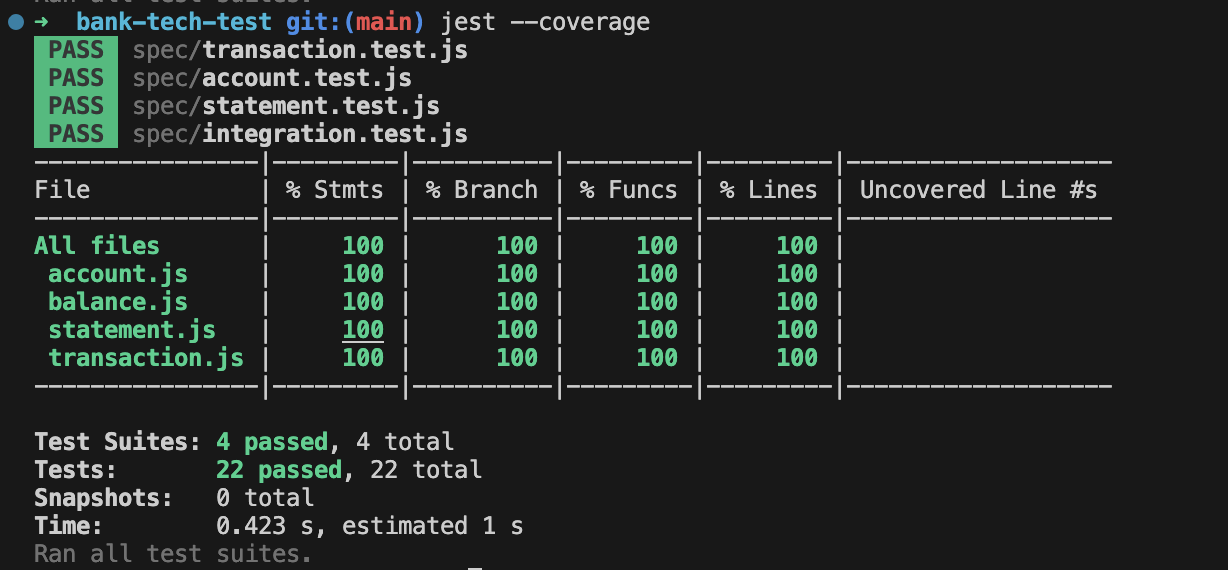 Ran all test suites.
➜ bank-tech-test git:(main) jest --coverage
PASS spec/transaction.test.js
PASS spec/account.test.js
PASS spec/statement.test.js
PASS spec/integration.test.js
----------------|---------|----------|---------|---------|-------------------
File | % Stmts | % Branch | % Funcs | % Lines | Uncovered Line #s
----------------|---------|----------|---------|---------|-------------------
All files | 100 | 100 | 100 | 100 |
account.js | 100 | 100 | 100 | 100 |
balance.js | 100 | 100 | 100 | 100 |
statement.js | 100 | 100 | 100 | 100 |
transaction.js | 100 | 100 | 100 | 100 |
----------------|---------|----------|---------|---------|-------------------
Test Suites: 4 passed, 4 total
Tests: 22 passed, 22 total
Snapshots: 0 total
Time: 0.423 s, estimated 1 s
Ran all test suites.